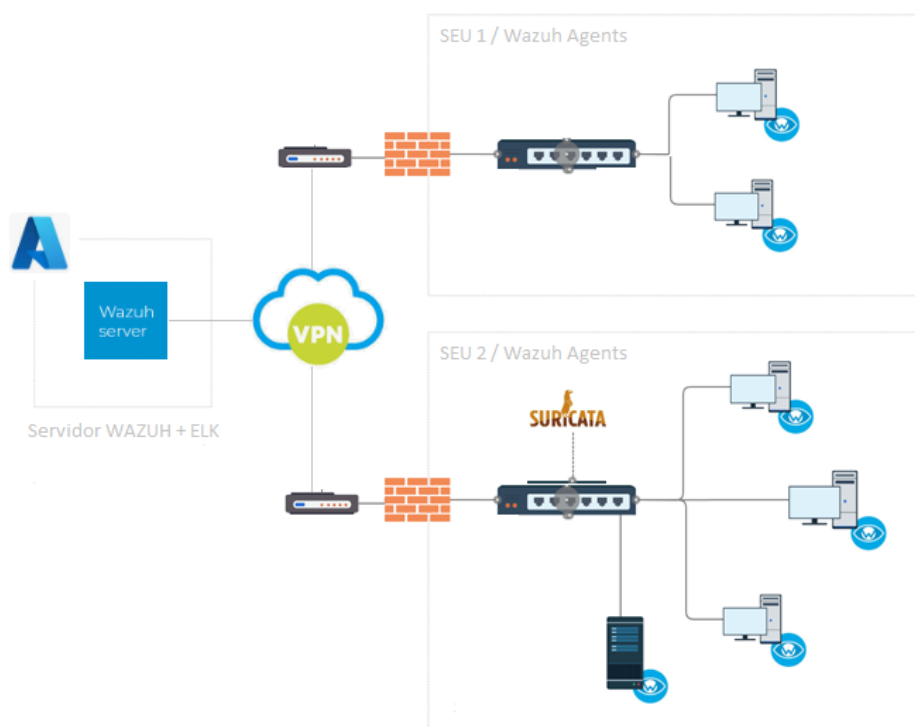 SEU 1 / Wazuh Agents
Wazuh
server
VPN
Servidor WAZUH + ELK
SEU 2 / Wazuh Agents
SURICATA
W
W
W
W
W
W